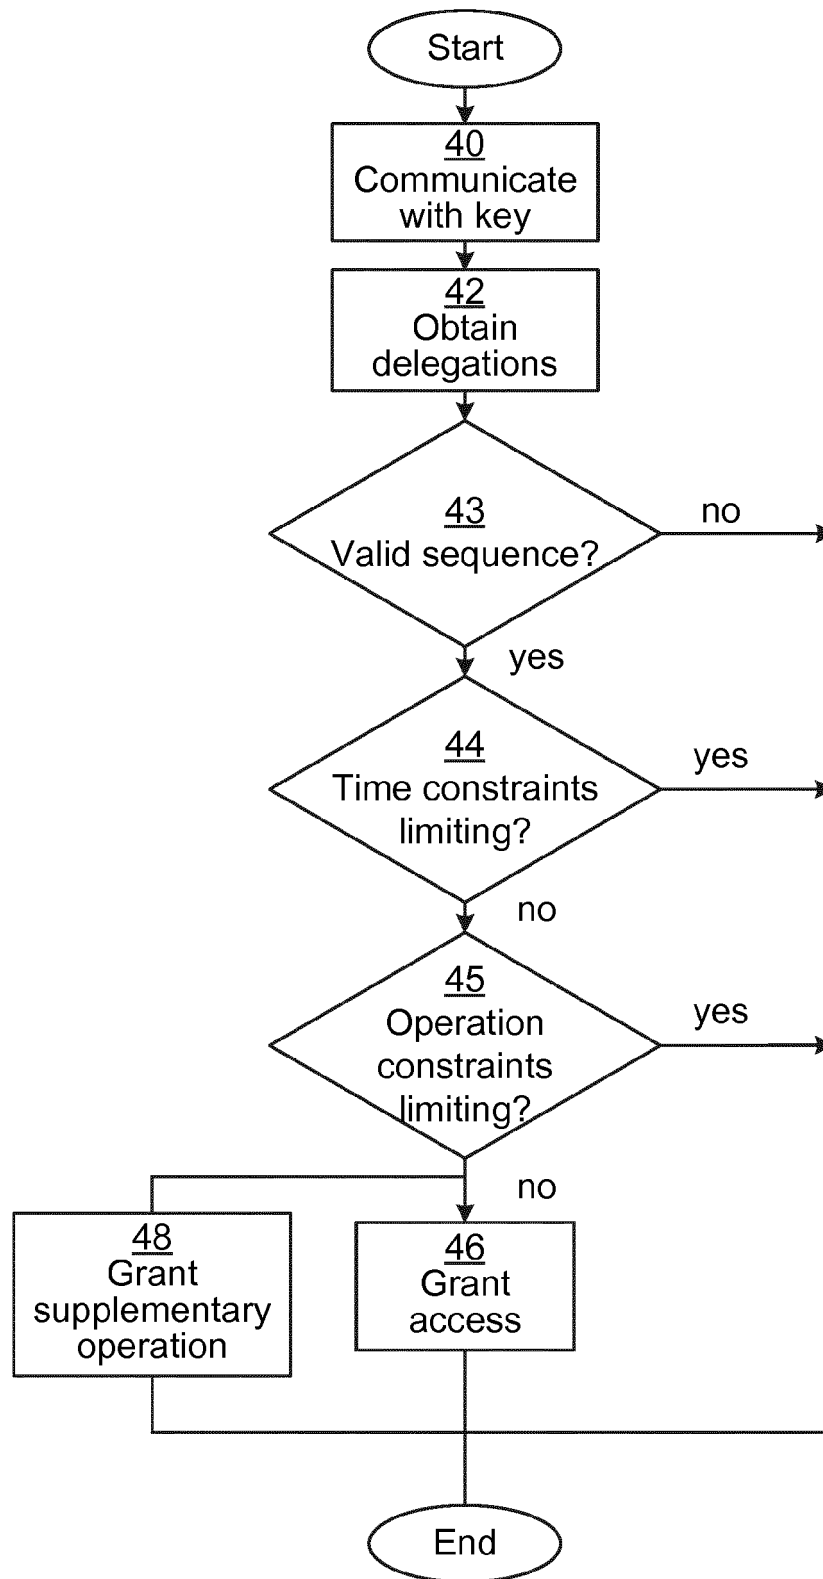 Start
40
Communicate
with key
42
Obtain
delegations
43
Valid sequence?
no
yes
44
Time constraints
limiting?
yes
no
45
Operation
constraints
limiting?
yes
no
48
Grant
supplementary
operation
46
Grant
access
End